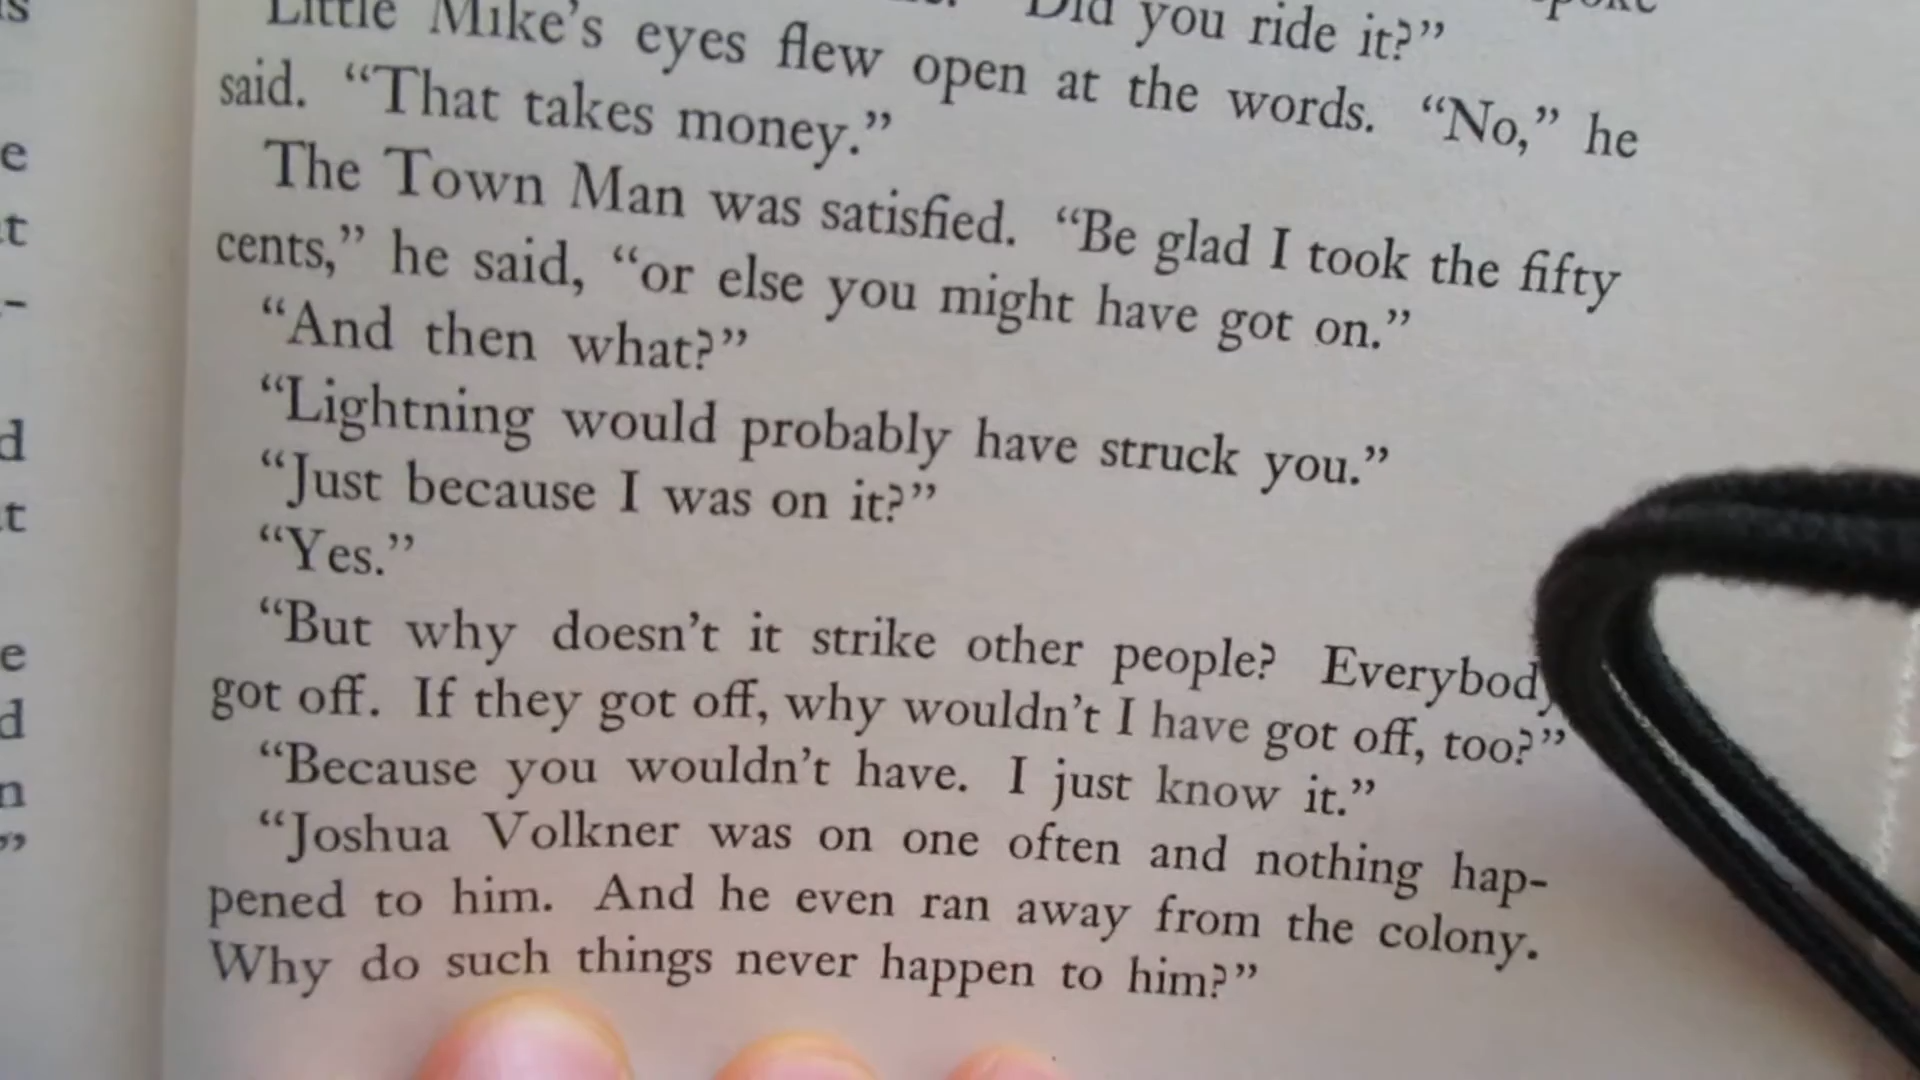 spoke
Did you ride it?”
Little Mike’s eyes flew open at the words. “No,” he
said. “That takes money.”
The Town Man was satisfied. “Be glad I took the fifty
cents,” he said, “or else you might have got on.”
“And then what?”
“Lightning would probably have struck you.”
“Just because I was on it?”
“Yes.”
“But why doesn’t it strike other people? Everybody
got off. If they got off, why wouldn’t I have got off, too?”
“Because you wouldn’t have. I just know it.”
“Joshua Volkner was on one often and nothing hap-
pened to him. And he even ran away from the colony.
Why do such things never happen to him?”